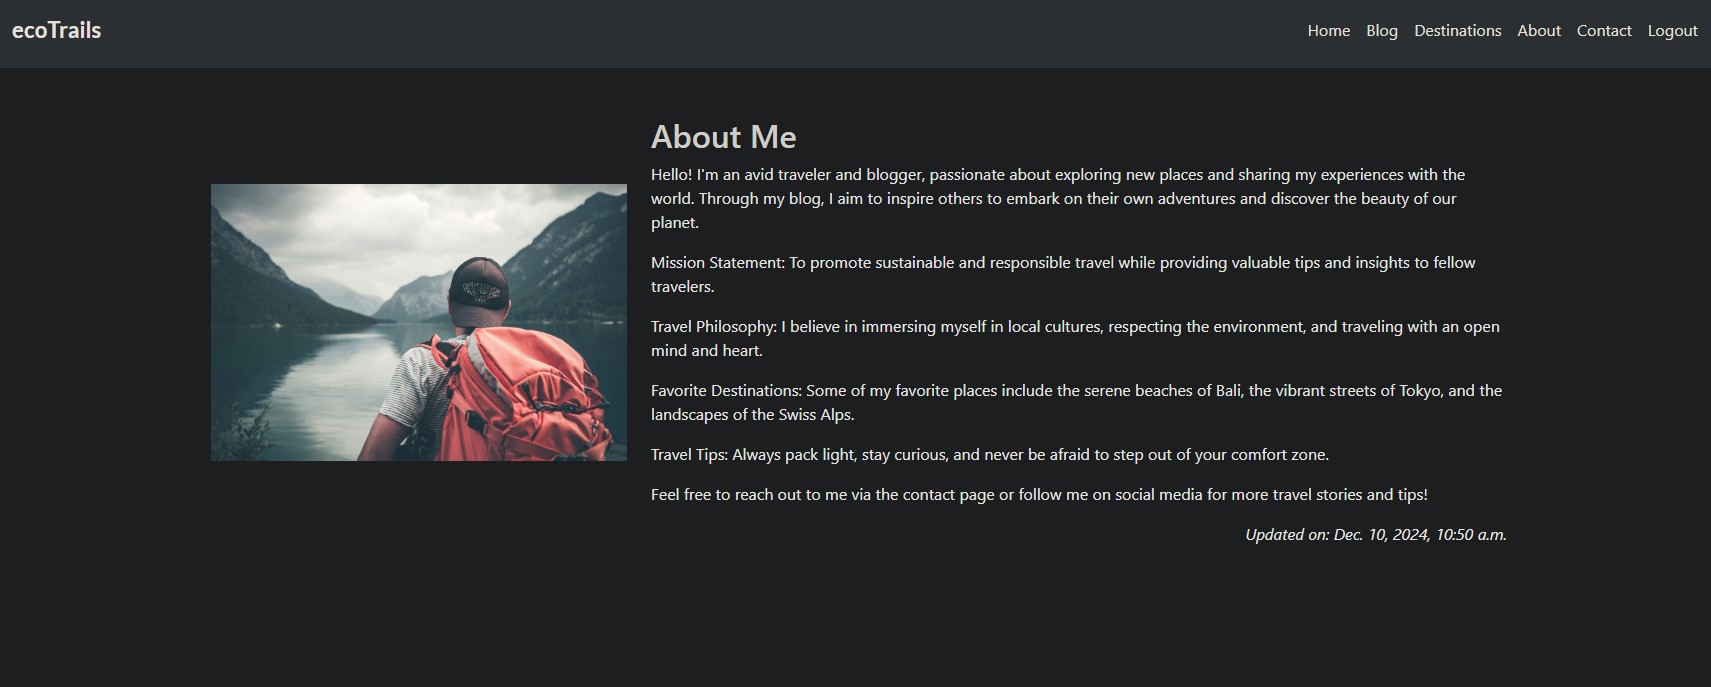 ecoTrails
Home Blog Destinations About Contact Logout
About Me
Hello! I'm an avid traveler and blogger, passionate about exploring new places and sharing my experiences with the
world. Through my blog, I aim to inspire others to embark on their own adventures and discover the beauty of our
planet.
Mission Statement: To promote sustainable and responsible travel while providing valuable tips and insights to fellow
travelers.
Travel Philosophy: I believe in immersing myself in local cultures, respecting the environment, and traveling with an open
mind and heart.
Favorite Destinations: Some of my favorite places include the serene beaches of Bali, the vibrant streets of Tokyo, and the
landscapes of the Swiss Alps.
Travel Tips: Always pack light, stay curious, and never be afraid to step out of your comfort zone.
Feel free to reach out to me via the contact page or follow me on social media for more travel stories and tips!
Updated on: Dec. 10, 2024, 10:50 a.m.